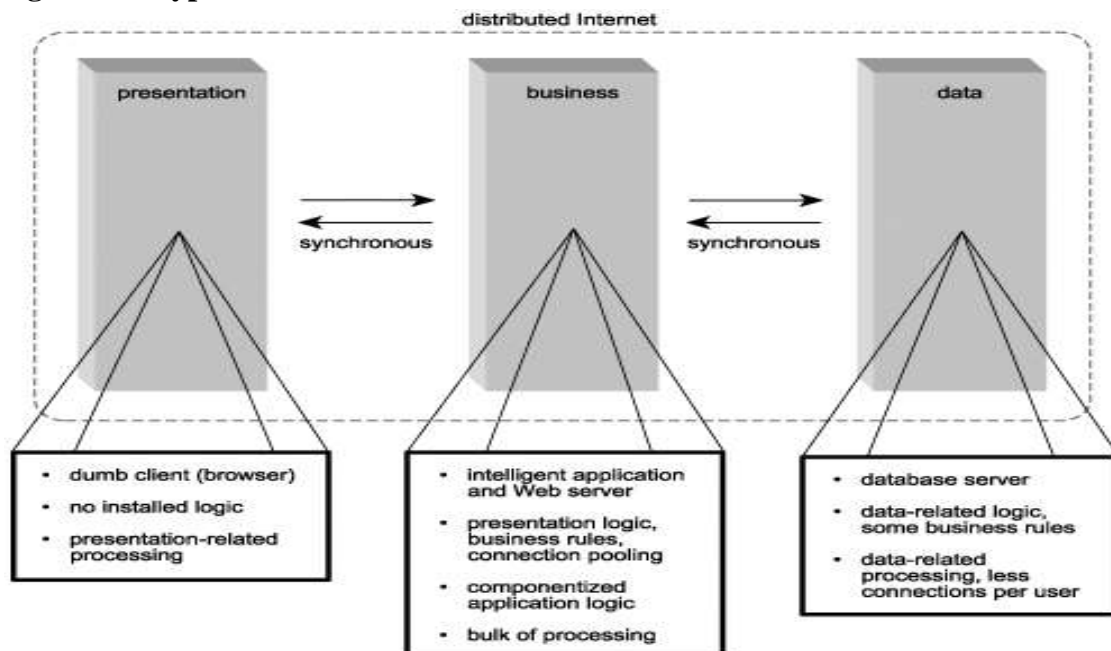 distributed Internet
presentation
business
data
synchronous
synchronous
• dumb client (browser)
• no installed logic
• presentation-related
processing
• intelligent application
and Web server
• presentation logic,
business rules,
connection pooling
• componentized
application logic
• bulk of processing
• database server
• data-related logic,
some business rules
• data-related
processing, less
connections per user